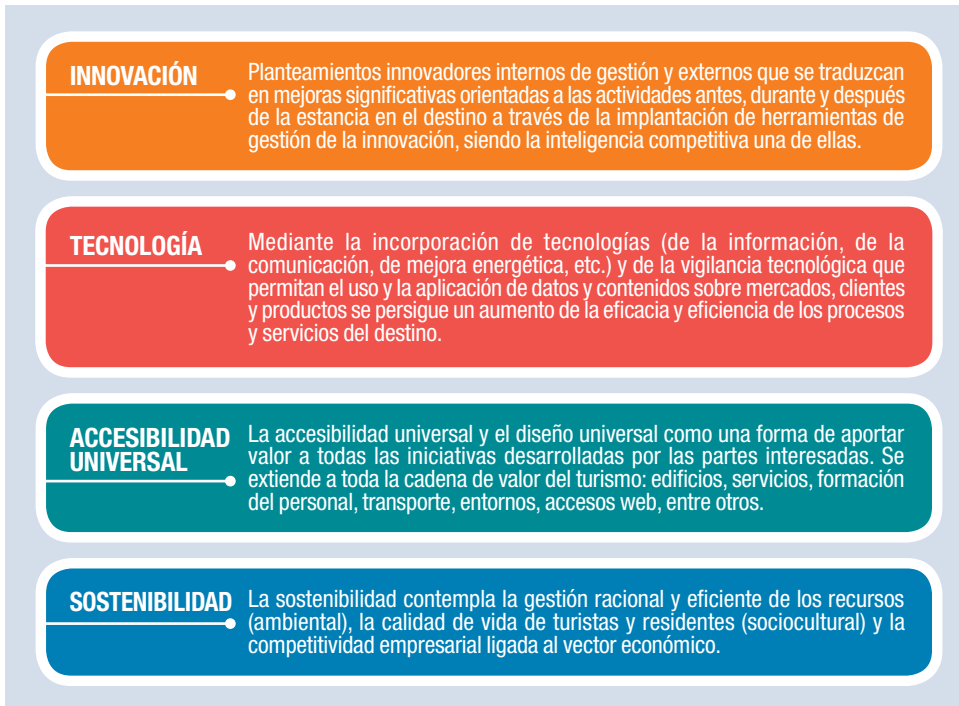 INNOVACIÓN
Planteamientos innovadores internos de gestión y externos que se traduzcan
en mejoras significativas orientadas a las actividades antes, durante y después
de la estancia en el destino a través de la implantación de herramientas de
gestión de la innovación, siendo la inteligencia competitiva una de ellas.
TECNOLOGÍA
Mediante la incorporación de tecnologías (de la información, de la
comunicación, de mejora energética, etc.) y de la vigilancia tecnológica que
permitan el uso y la aplicación de datos y contenidos sobre mercados, clientes
y productos se persigue un aumento de la eficacia y eficiencia de los procesos
y servicios del destino.
ACCESIBILIDAD
UNIVERSAL
La accesibilidad universal y el diseño universal como una forma de aportar
valor a todas las iniciativas desarrolladas por las partes interesadas. Se
extiende a toda la cadena de valor del turismo: edificios, servicios, formación
del personal, transporte, entornos, accesos web, entre otros.
SOSTENIBILIDAD
La sostenibilidad contempla la gestión racional y eficiente de los recursos
(ambiental), la calidad de vida de turistas y residentes (sociocultural) y la
competitividad empresarial ligada al vector económico.